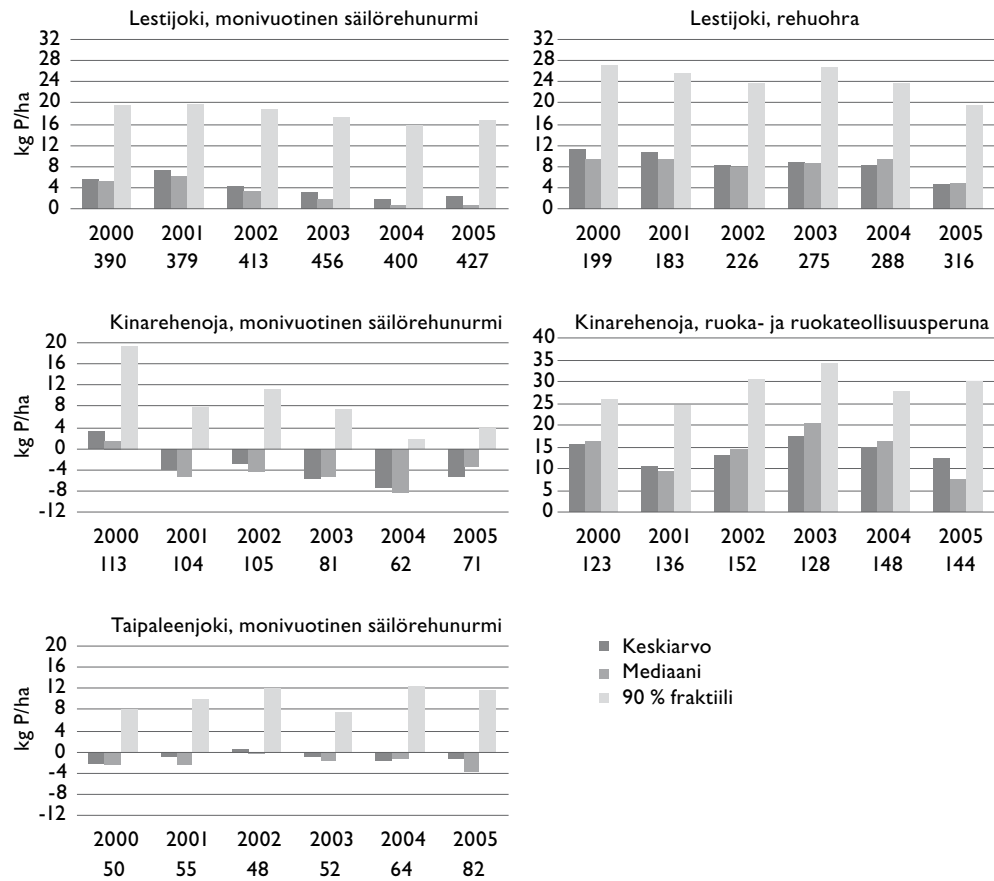 Lestijoki, monivuotinen säilörehunurmi
32
28
24
20
16
12
8
4
0
kg P/ha
2000 2001 2002 2003 2004 2005
390 379 413 456 400 427
Lestijoki, rehuohra
32
28
24
20
16
12
8
4
0
2000 2001 2002 2003 2004 2005
199 183 226 275 288 316
Kinarehenoja, monivuotinen säilörehunurmi
20
16
12
8
4
0
-4
-8
-12
kg P/ha
2000 2001 2002 2003 2004 2005
113 104 105 81 62 71
Kinarehenoja, ruoka- ja ruokateollisuusperuna
40
35
30
25
20
15
10
5
0
2000 2001 2002 2003 2004 2005
123 136 152 128 148 144
Taipaleenjoki, monivuotinen säilörehunurmi
20
16
12
8
4
0
-4
-8
-12
kg P/ha
2000 2001 2002 2003 2004 2005
50 55 48 52 64 82
Keskiarvo
Mediaani
90 % fraktiili